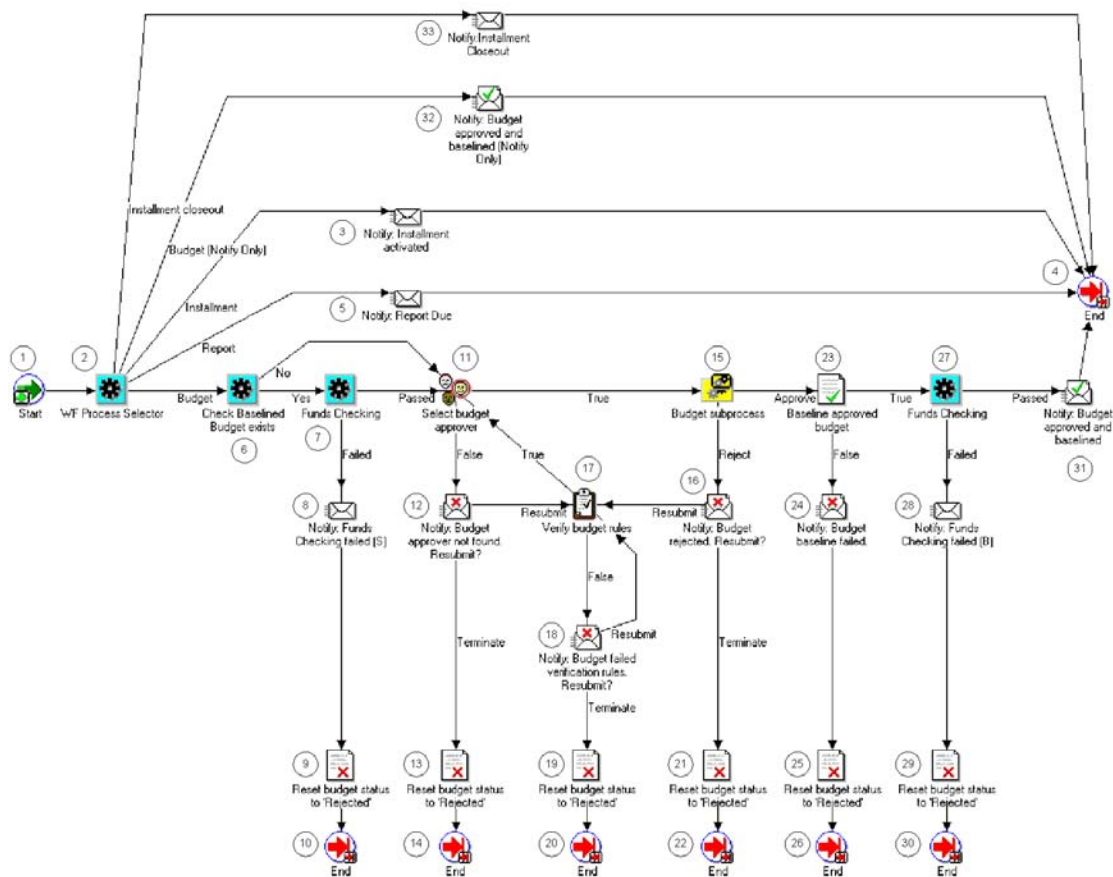 33
Notify:Installment
Closeout
32
Notify: Budget
approved and
baselined (Notify
Only)
Installment closeout
3
Notify: Installment
activated
Budget (Notify Only)
4
End
Installment
5
Notify: Report Due
Report
1
Start
2
WF Process Selector
Budget
No
Check Baselined
Budget exists
6
Yes
Funds Checking
7
Passed
11
Select budget
approver
True
15
Budget subprocess
Approve
23
Baseline approved
budget
True
27
Funds Checking
Passed
Notify: Budget
approved and
baselined
31
Failed
False
True
17
Reject
False
Failed
8
Notify: Funds
Checking failed (S)
12
Notify: Budget
approver not found.
Resubmit?
Resubmit
Verify budget rules
Resubmit
16
Notify: Budget
rejected. Resubmit?
24
Notify: Budget
baseline failed.
28
Notify: Funds
Checking failed (B)
False
18
Resubmit
Notify: Budget failed
verification rules.
Resubmit?
Terminate
Terminate
Terminate
9
Reset budget status
to 'Rejected'
13
Reset budget status
to 'Rejected'
19
Reset budget status
to 'Rejected'
21
Reset budget status
to 'Rejected'
25
Reset budget status
to 'Rejected'
29
Reset budget status
to 'Rejected'
10
End
14
End
20
End
22
End
26
End
30
End